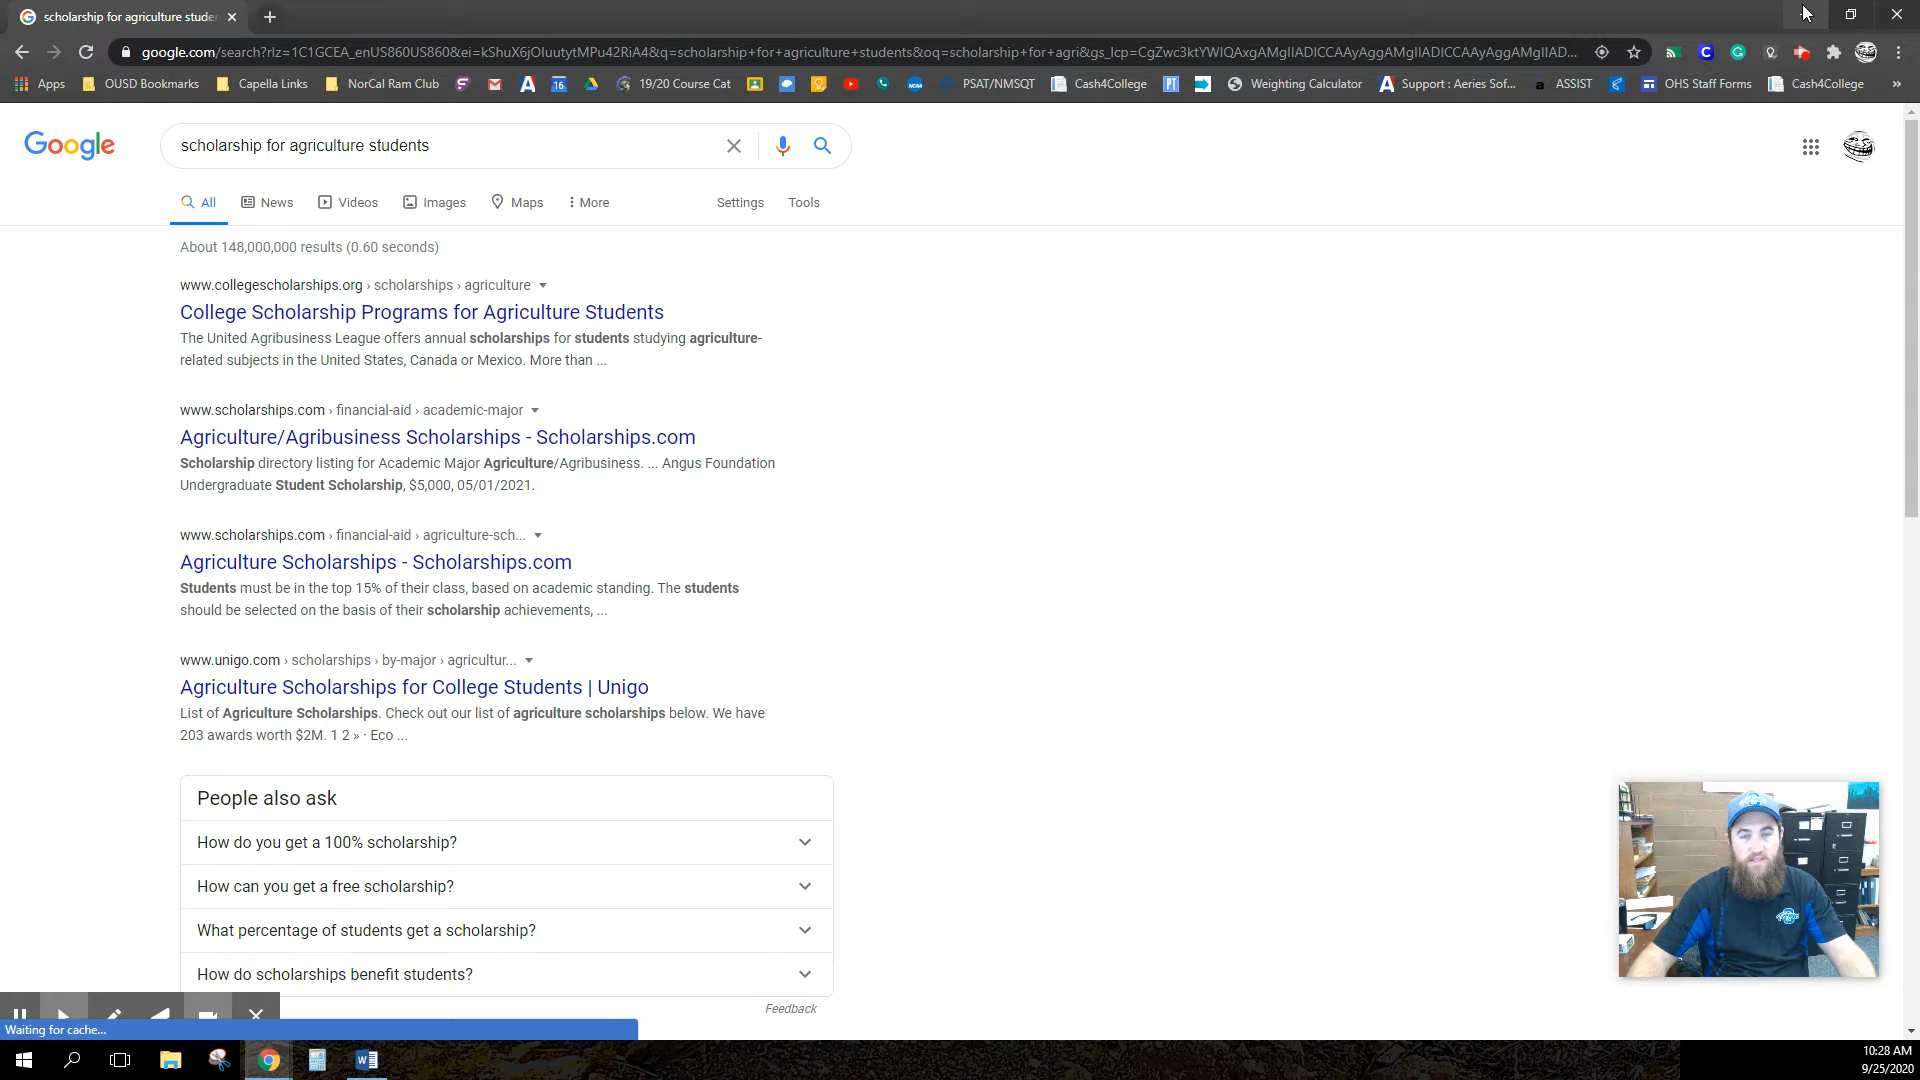 scholarship for agriculture stude
google.com/search?rlz=1C1GCEA_enUS860US860&ei=kShuX6jOIuutytMPu42RiA4&q=scholarship+for+agriculture+students&oq=scholarship+for+agri&gs_lcp=CgZwc3ktYWIQAxgAMgIIADICCAAyAggAMgIIADICCAAyAggAMgIIAD...
Apps OUSD Bookmarks Capella Links NorCal Ram Club 16 19/20 Course Cat PSAT/NMSQT Cash4College PT Weighting Calculator Support : Aeries Sof... ASSIST OHS Staff Forms Cash4College »
Google scholarship for agriculture students
All News Videos Images Maps More Settings Tools
About 148,000,000 results (0.60 seconds)
www.collegescholarships.org › scholarships › agriculture
College Scholarship Programs for Agriculture Students
The United Agribusiness League offers annual scholarships for students studying agriculture-
related subjects in the United States, Canada or Mexico. More than ...
www.scholarships.com › financial-aid › academic-major
Agriculture/Agribusiness Scholarships - Scholarships.com
Scholarship directory listing for Academic Major Agriculture/Agribusiness. ... Angus Foundation
Undergraduate Student Scholarship, $5,000, 05/01/2021.
www.scholarships.com › financial-aid › agriculture-sch...
Agriculture Scholarships - Scholarships.com
Students must be in the top 15% of their class, based on academic standing. The students
should be selected on the basis of their scholarship achievements, ...
www.unigo.com › scholarships › by-major › agricultur...
Agriculture Scholarships for College Students | Unigo
List of Agriculture Scholarships. Check out our list of agriculture scholarships below. We have
203 awards worth $2M. 1 2 » · Eco ...
People also ask
How do you get a 100% scholarship?
How can you get a free scholarship?
What percentage of students get a scholarship?
How do scholarships benefit students?
Feedback
Waiting for cache...
10:28 AM
9/25/2020